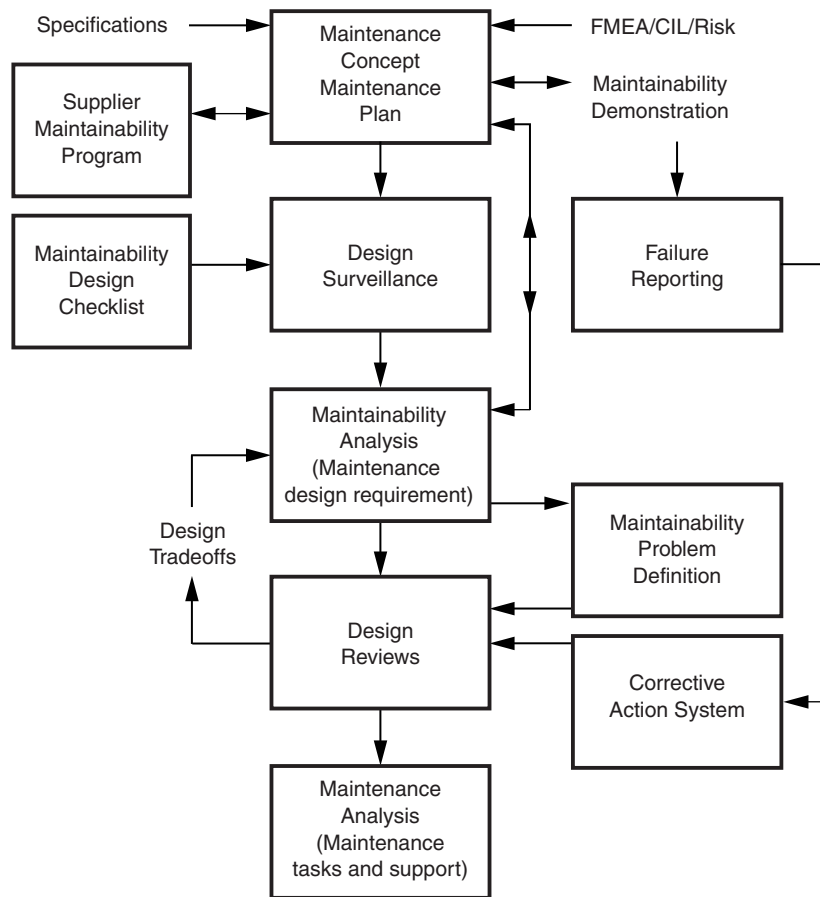 Specifications
Maintenance
Concept
Maintenance
Plan
FMEA/CIL/Risk
Maintainability
Demonstration
Supplier
Maintainability
Program
Maintainability
Design
Checklist
Design
Surveillance
Failure
Reporting
Maintainability
Analysis
(Maintenance
design requirement)
Design
Tradeoffs
Maintainability
Problem
Definition
Design
Reviews
Corrective
Action System
Maintenance
Analysis
(Maintenance
tasks and support)